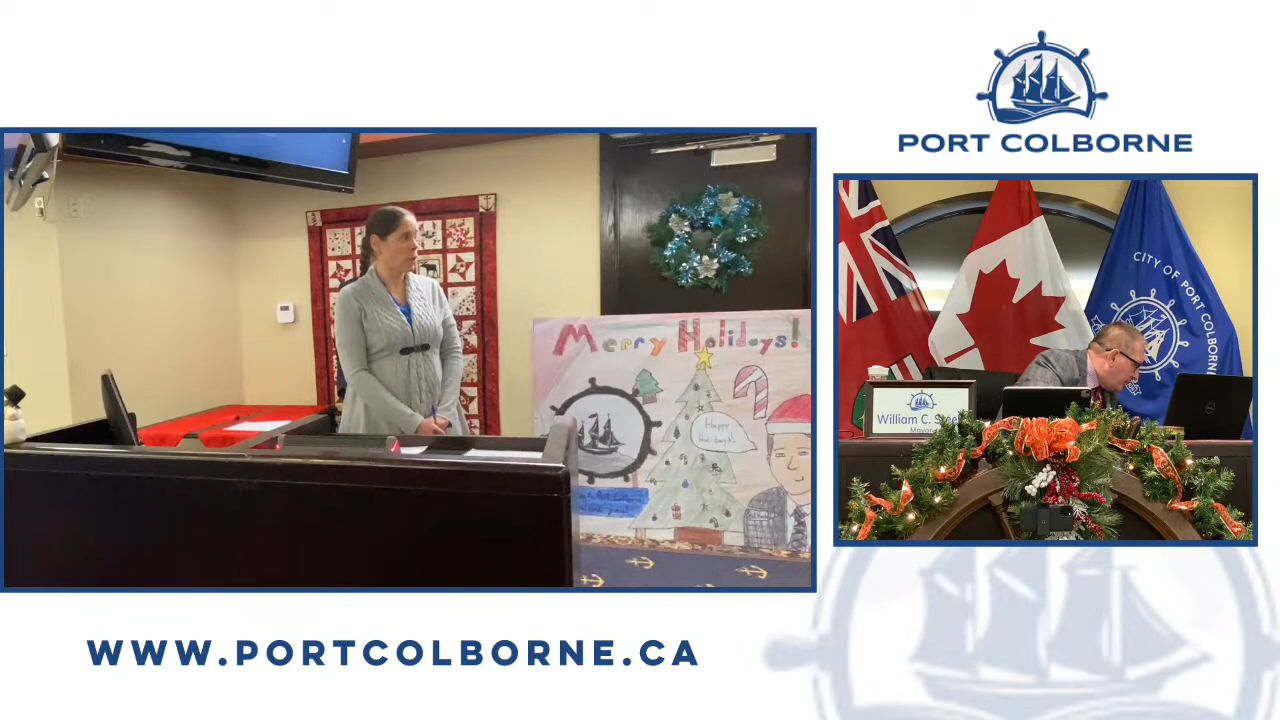 PORT COLBORNE
CITY OF PORT COLBORNE
William C.
Mayor
Merry Holidays!
Happy
Holidays!
WWW.PORTCOLBORNE.CA